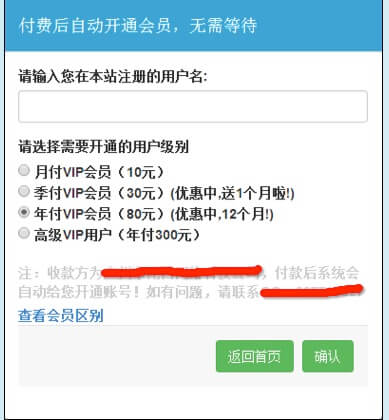 付费后自动开通会员，无需等待
请输入您在本站注册的用户名:
请选择需要开通的用户级别
月付VIP会员（10元）
季付VIP会员（30元）(优惠中,送1个月啦!)
年付VIP会员（80元）(优惠中,12个月!)
高级VIP用户（年付300元）
注：收款方为，付款后系统会
自动给您开通账号！如有问题，请联系
查看会员区别
返回首页 确认